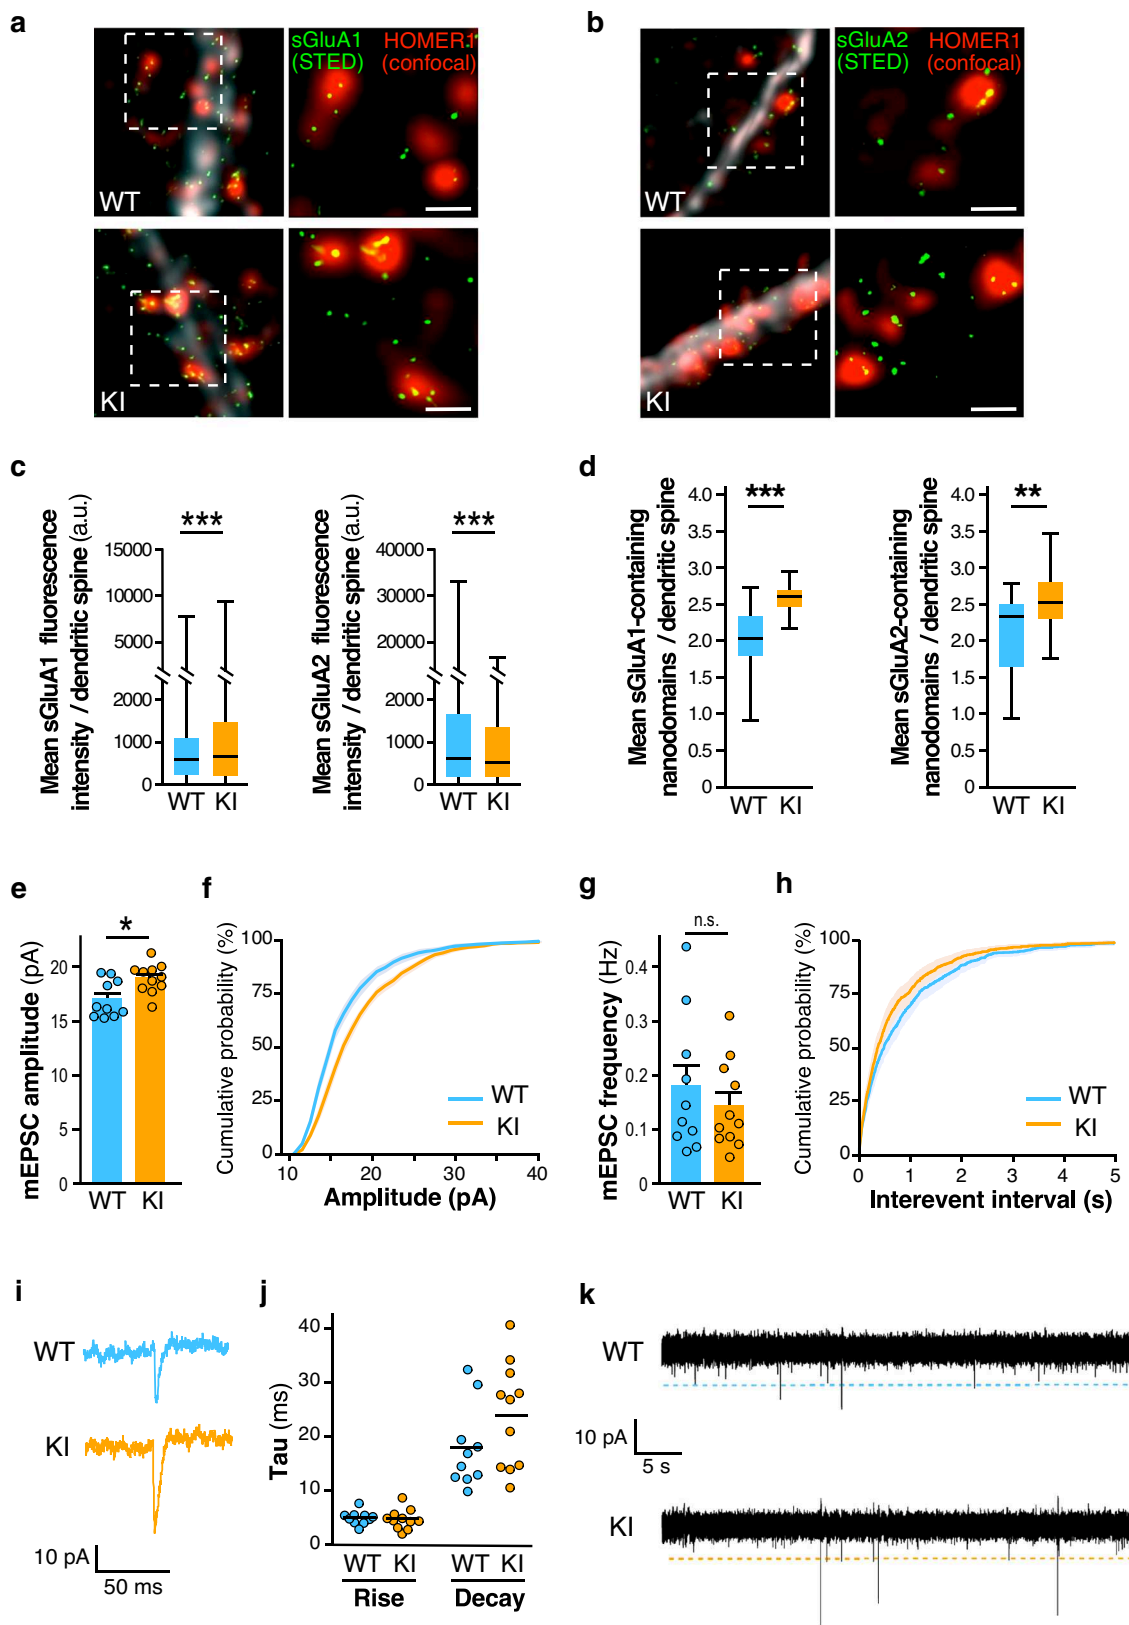 a
sGluA1 HOMER1
(STED) (confocal)
WT
KI
b
sGluA2 HOMER1
(STED) (confocal)
WT
KI
c
Mean sGluA1 fluorescence
intensity / dendritic spine (a.u.)
***
15000
10000
5000
2000
1000
0
WT KI
Mean sGluA2 fluorescence
intensity / dendritic spine (a.u.)
***
40000
20000
2000
1000
0
WT KI
d
Mean sGluA1-containing
nanodomains / dendritic spine
***
4.0
3.0
2.5
2.0
1.5
1.0
0.5
0
WT KI
Mean sGluA2-containing
nanodomains / dendritic spine
**
4.0
3.0
2.5
2.0
1.5
1.0
0.5
0
WT KI
e
mEPSC amplitude (pA)
*
20
15
10
5
0
WT KI
f
Cumulative probability (%)
100
75
50
25
0
WT
KI
10 20 30 40
Amplitude (pA)
g
mEPSC frequency (Hz)
n.s.
0.4
0.3
0.2
0.1
0
WT KI
h
Cumulative probability (%)
100
75
50
25
0
WT
KI
0 1 2 3 4 5
Interevent interval (s)
i
WT
KI
10 pA
50 ms
j
Tau (ms)
40
30
20
10
0
WT KI WT KI
Rise Decay
k
WT
10 pA
5 s
KI